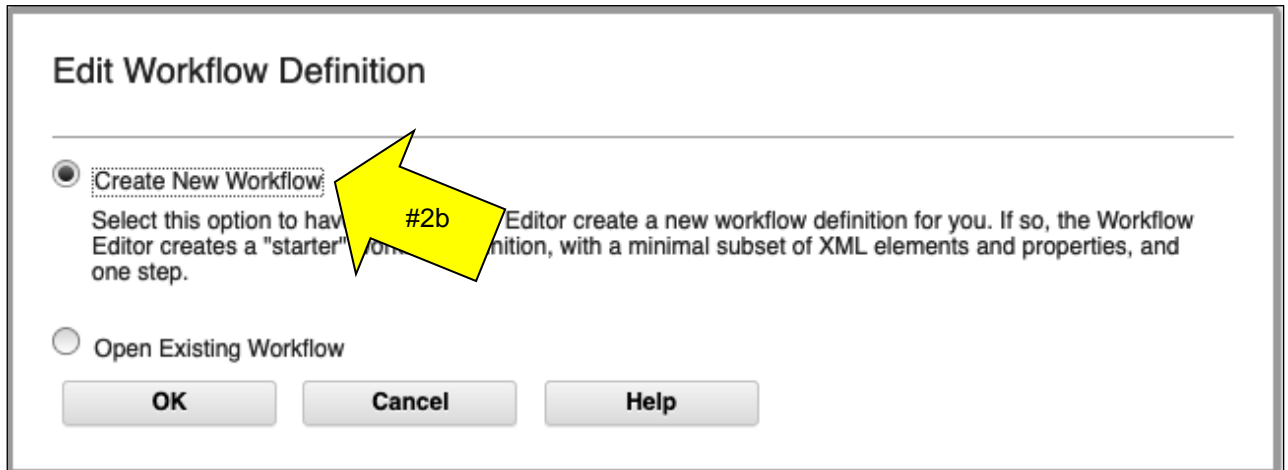 Edit Workflow Definition
Create New Workflow
Select this option to hav #2b Editor create a new workflow definition for you. If so, the Workflow
Editor creates a "starter" nition, with a minimal subset of XML elements and properties, and
one step.
Open Existing Workflow
OK Cancel Help